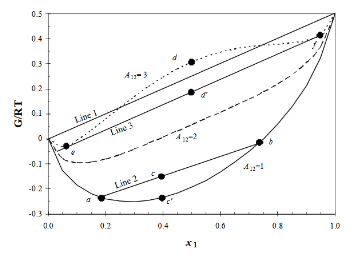 0.5
0.4
0.3
0.2
0.1
0.0
-0.1
-0.2
-0.3
G/RT
d
A12= 3
f
Line 1
d'
Line 3
e
A12=2
Line 2
c
b
A12=1
a
c'
0.0 0.2 0.4 0.6 0.8 1.0
x1